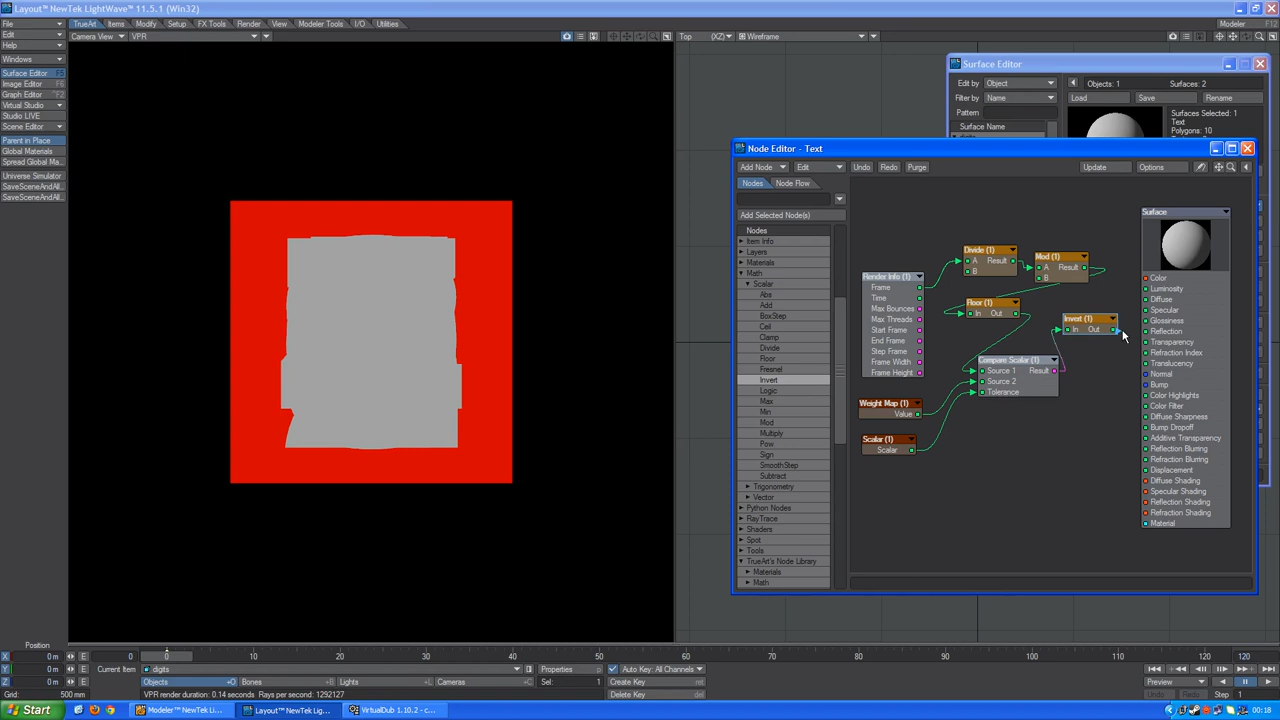 Layout™ NewTek LightWave™ 11.5.1 (Win32)
File
Edit
Help
Windows
Surface Editor F5
Image Editor F6
Graph Editor ^F2
Virtual Studio
Studio LIVE
Scene Editor
Parent in Place
Global Materials
Spread Global Ma...
Universe Simulator
SaveSceneAndAll...
SaveSceneAndAll...
TrueArt Items Modify Setup FX Tools Render View Modeler Tools I/O Utilities
Modeler F12
Camera View VPR
Top (XZ) Wireframe
Surface Editor
Edit by Object
Filter by Name
Pattern
Surface Name
Objects: 1 Surfaces: 2
Load Save Rename
Surfaces Selected: 1
Text
Polygons: 10
Node Editor - Text
Add Node Edit Undo Redo Purge Update Options
Nodes Node Flow
Add Selected Node(s)
Nodes
Item Info
Layers
Materials
Math
Scalar
Abs
Add
BoxStep
Ceil
Clamp
Divide
Floor
Fresnel
Invert
Logic
Max
Min
Mod
Multiply
Pow
Sign
SmoothStep
Subtract
Trigonometry
Vector
Python Nodes
RayTrace
Shaders
Spot
Tools
TrueArt's Node Library
Materials
Math
Render Info (1)
Frame
Time
Max Bounces
Max Threads
Start Frame
End Frame
Step Frame
Frame Width
Frame Height
Divide (1)
A Result
B
Mod (1)
A Result
B
Floor (1)
In Out
Invert (1)
In Out
Compare Scalar (1)
Source 1 Result
Source 2
Tolerance
Weight Map (1)
Value
Scalar (1)
Scalar
Surface
Color
Luminosity
Diffuse
Specular
Glossiness
Reflection
Transparency
Refraction Index
Translucency
Normal
Bump
Color Highlights
Color Filter
Diffuse Sharpness
Bump Dropoff
Additive Transparency
Reflection Blurring
Refraction Blurring
Displacement
Diffuse Shading
Specular Shading
Reflection Shading
Refraction Shading
Material
Position
X 0 m E
Y 0 m E
Z 0 m E
Grid: 500 mm
0 0 10 20 30 40 50 60 70 80 90 100 110 120 120
Current Item digits
Properties
Auto Key: All Channels
Objects +O Bones +B Lights +L Cameras +C Sel: 1
Create Key
Delete Key
VPR render duration: 0.14 seconds Rays per second: 1292127
Preview
Undo Redo Step 1
Start Modeler™ NewTek Li... Layout™ NewTek Ligh... VirtualDub 1.10.2 - c... 00:18